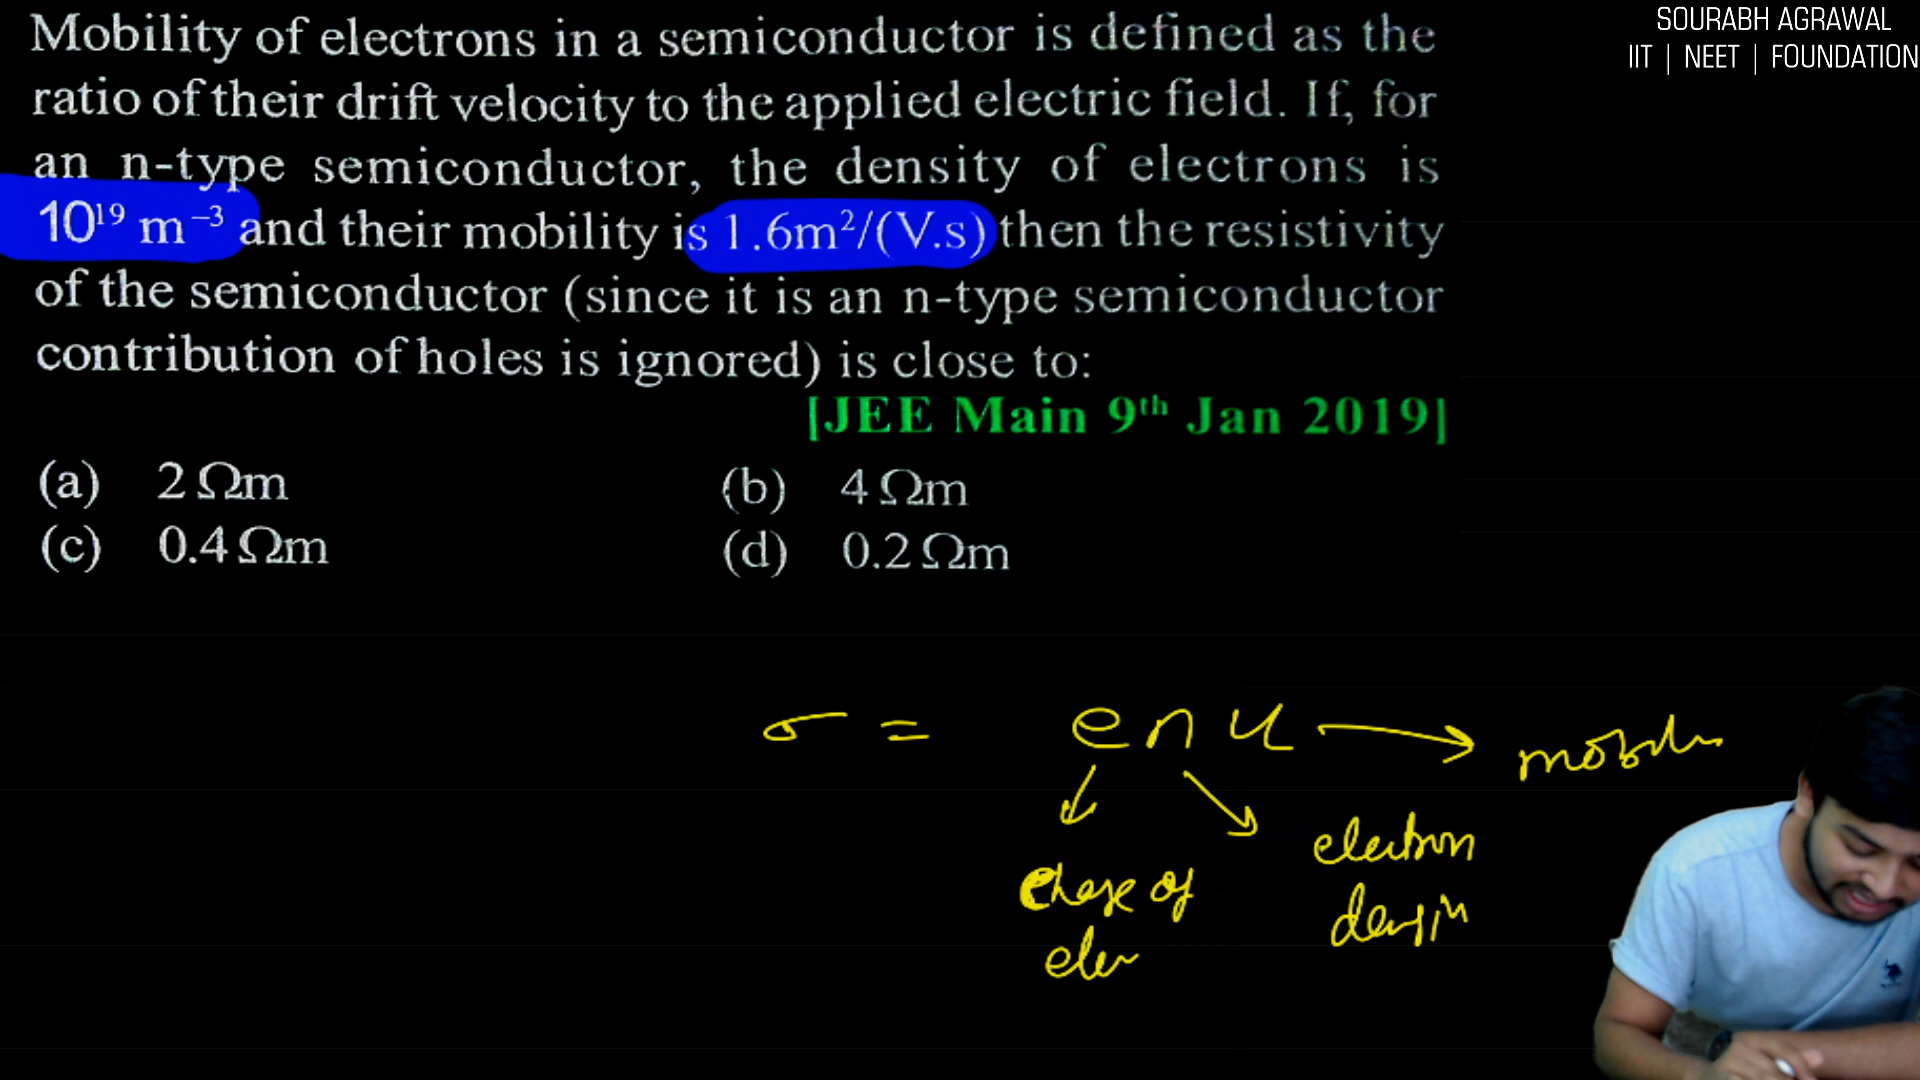 SOURABH AGRAWAL
IIT | NEET | FOUNDATION
Mobility of electrons in a semiconductor is defined as the
ratio of their drift velocity to the applied electric field. If, for
an n-type semiconductor, the density of electrons is
10¹⁹ m⁻³ and their mobility is 1.6m²/(V.s) then the resistivity
of the semiconductor (since it is an n-type semiconductor
contribution of holes is ignored) is close to:
[JEE Main 9ᵗʰ Jan 2019]
(a) 2 Ωm (b) 4 Ωm
(c) 0.4 Ωm (d) 0.2 Ωm
σ = e n μ
electron
of